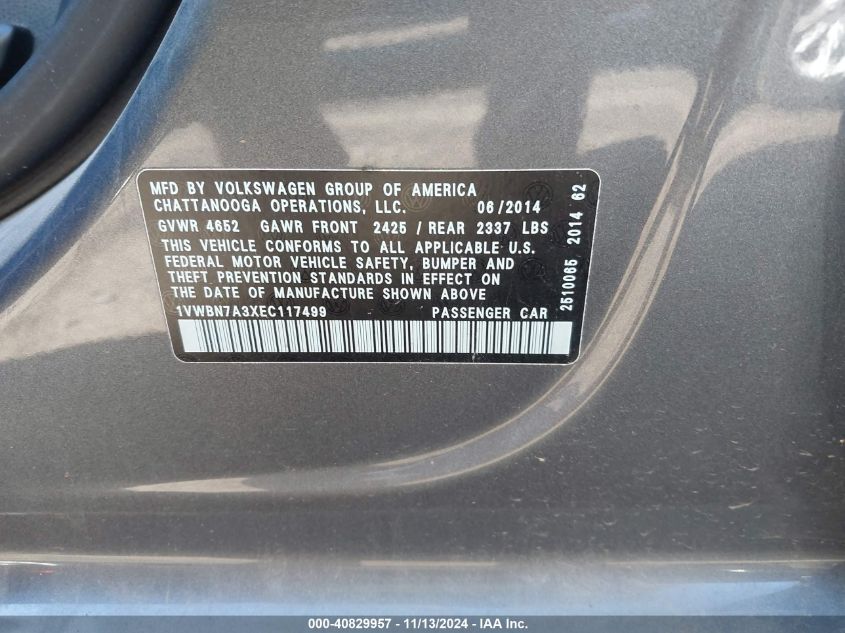 MFD BY VOLKSWAGEN GROUP OF AMERICA
CHATTANOOGA OPERATIONS, LLC. 06/2014
GVWR 4652 GAWR FRONT 2425 / REAR 2337 LBS
THIS VEHICLE CONFORMS TO ALL APPLICABLE U.S.
FEDERAL MOTOR VEHICLE SAFETY, BUMPER AND
THEFT PREVENTION STANDARDS IN EFFECT ON
THE DATE OF MANUFACTURE SHOWN ABOVE
1VWBN7A3XEC117499 PASSENGER CAR
2510065 2014 62
000-40829957 - 11/13/2024 - IAA Inc.